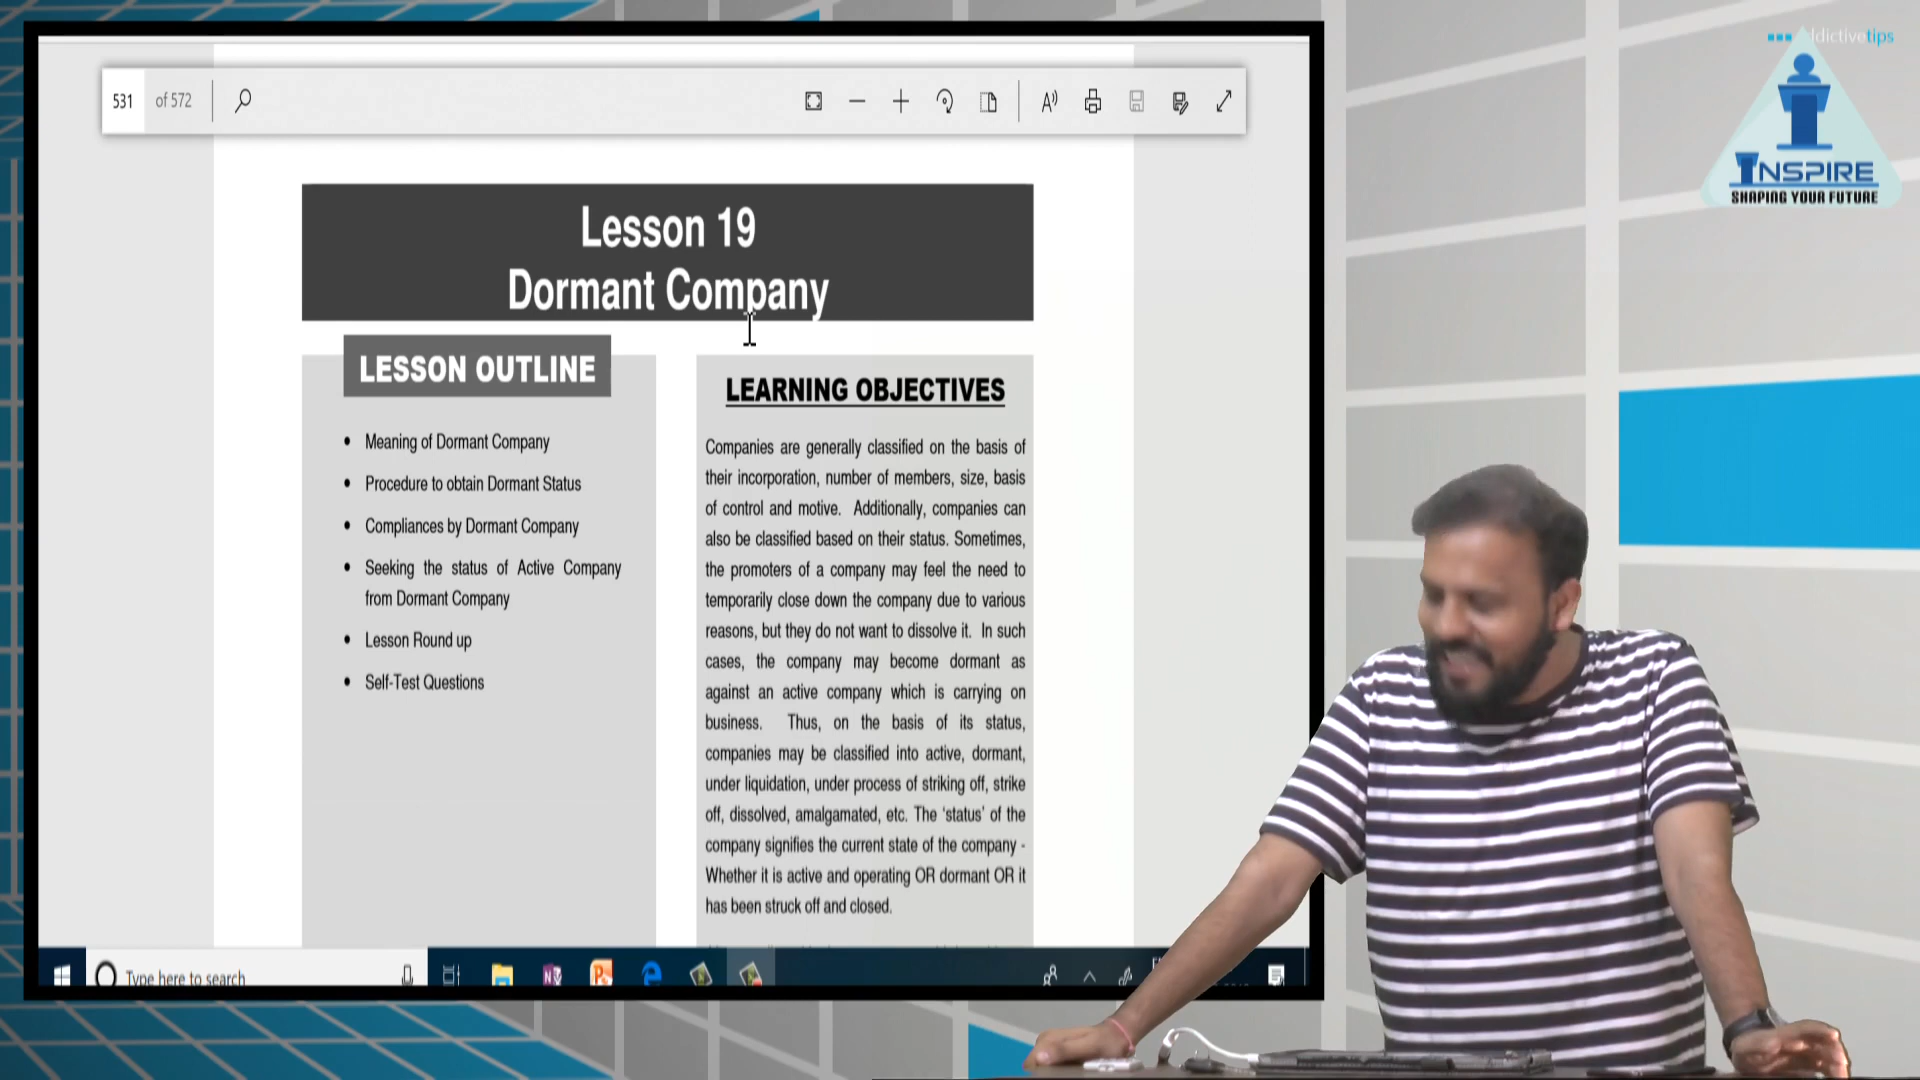 dictivetips
INSPIRE
SHAPING YOUR FUTURE
531 of 572
Lesson 19
Dormant Company
LESSON OUTLINE
• Meaning of Dormant Company
• Procedure to obtain Dormant Status
• Compliances by Dormant Company
• Seeking the status of Active Company
from Dormant Company
• Lesson Round up
• Self-Test Questions
LEARNING OBJECTIVES
Companies are generally classified on the basis of
their incorporation, number of members, size, basis
of control and motive. Additionally, companies can
also be classified based on their status. Sometimes,
the promoters of a company may feel the need to
temporarily close down the company due to various
reasons, but they do not want to dissolve it. In such
cases, the company may become dormant as
against an active company which is carrying on
business. Thus, on the basis of its status,
companies may be classified into active, dormant,
under liquidation, under process of striking off, strike
off, dissolved, amalgamated, etc. The ‘status’ of the
company signifies the current state of the company -
Whether it is active and operating OR dormant OR it
has been struck off and closed.
Type here to search